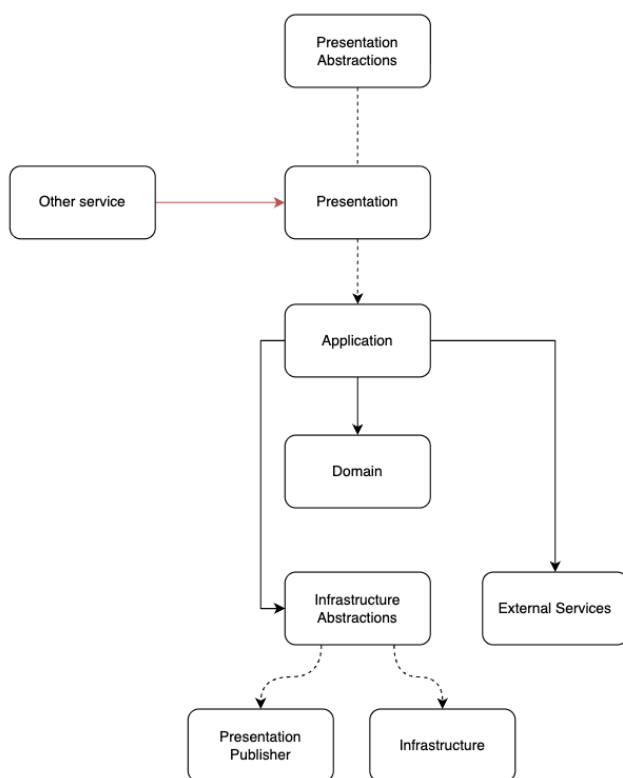 Presentation
Abstractions
Other service
Presentation
Application
Domain
Infrastructure
Abstractions
External Services
Presentation
Publisher
Infrastructure